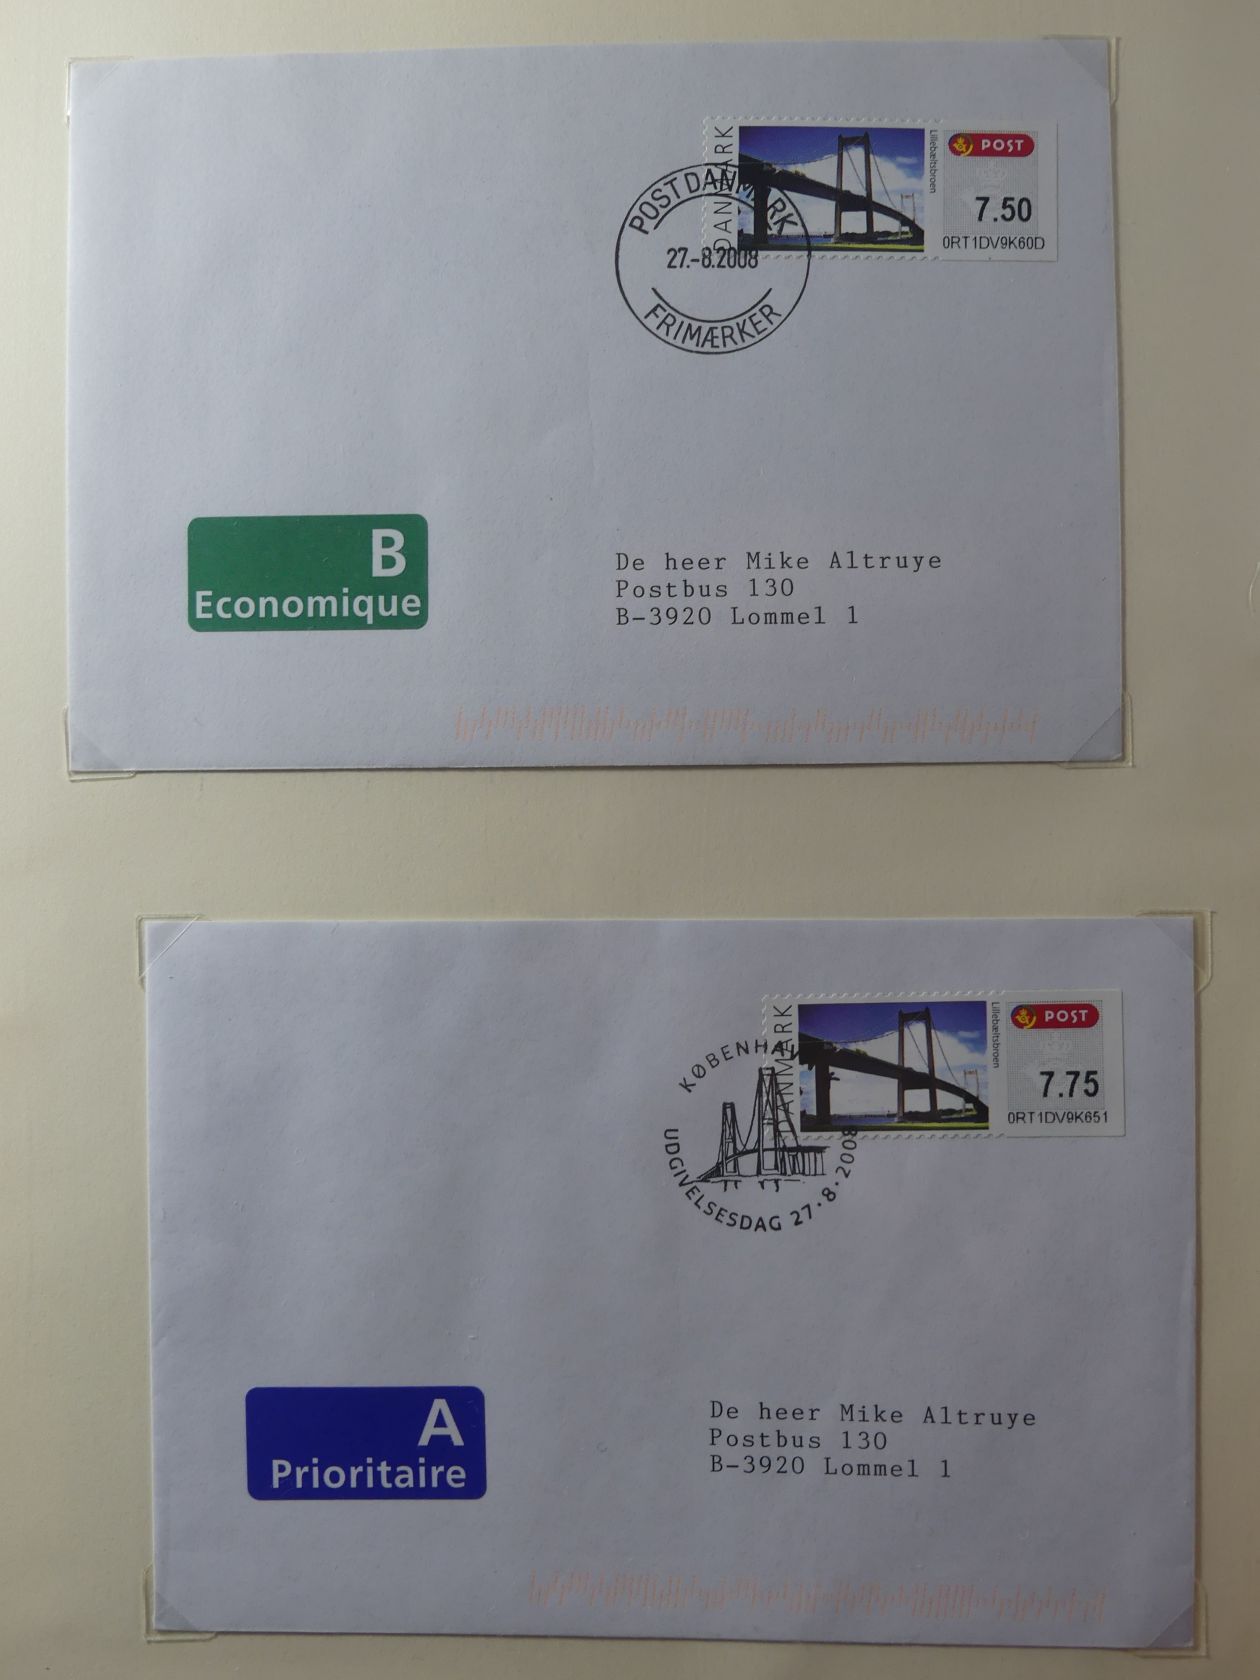 DANMARK
Lillebæltsbroen
POST
7.50
0RT1DV9K60D
POST DANMARK
27.-8.2008
FRIMÆRKER
B
Economique
De heer Mike Altruye
Postbus 130
B-3920 Lommel 1
DANMARK
Lillebæltsbroen
POST
7.75
0RT1DV9K651
KØBENHAVN
UDGIVELSESDAG 27·8·2008
A
Prioritaire
De heer Mike Altruye
Postbus 130
B-3920 Lommel 1